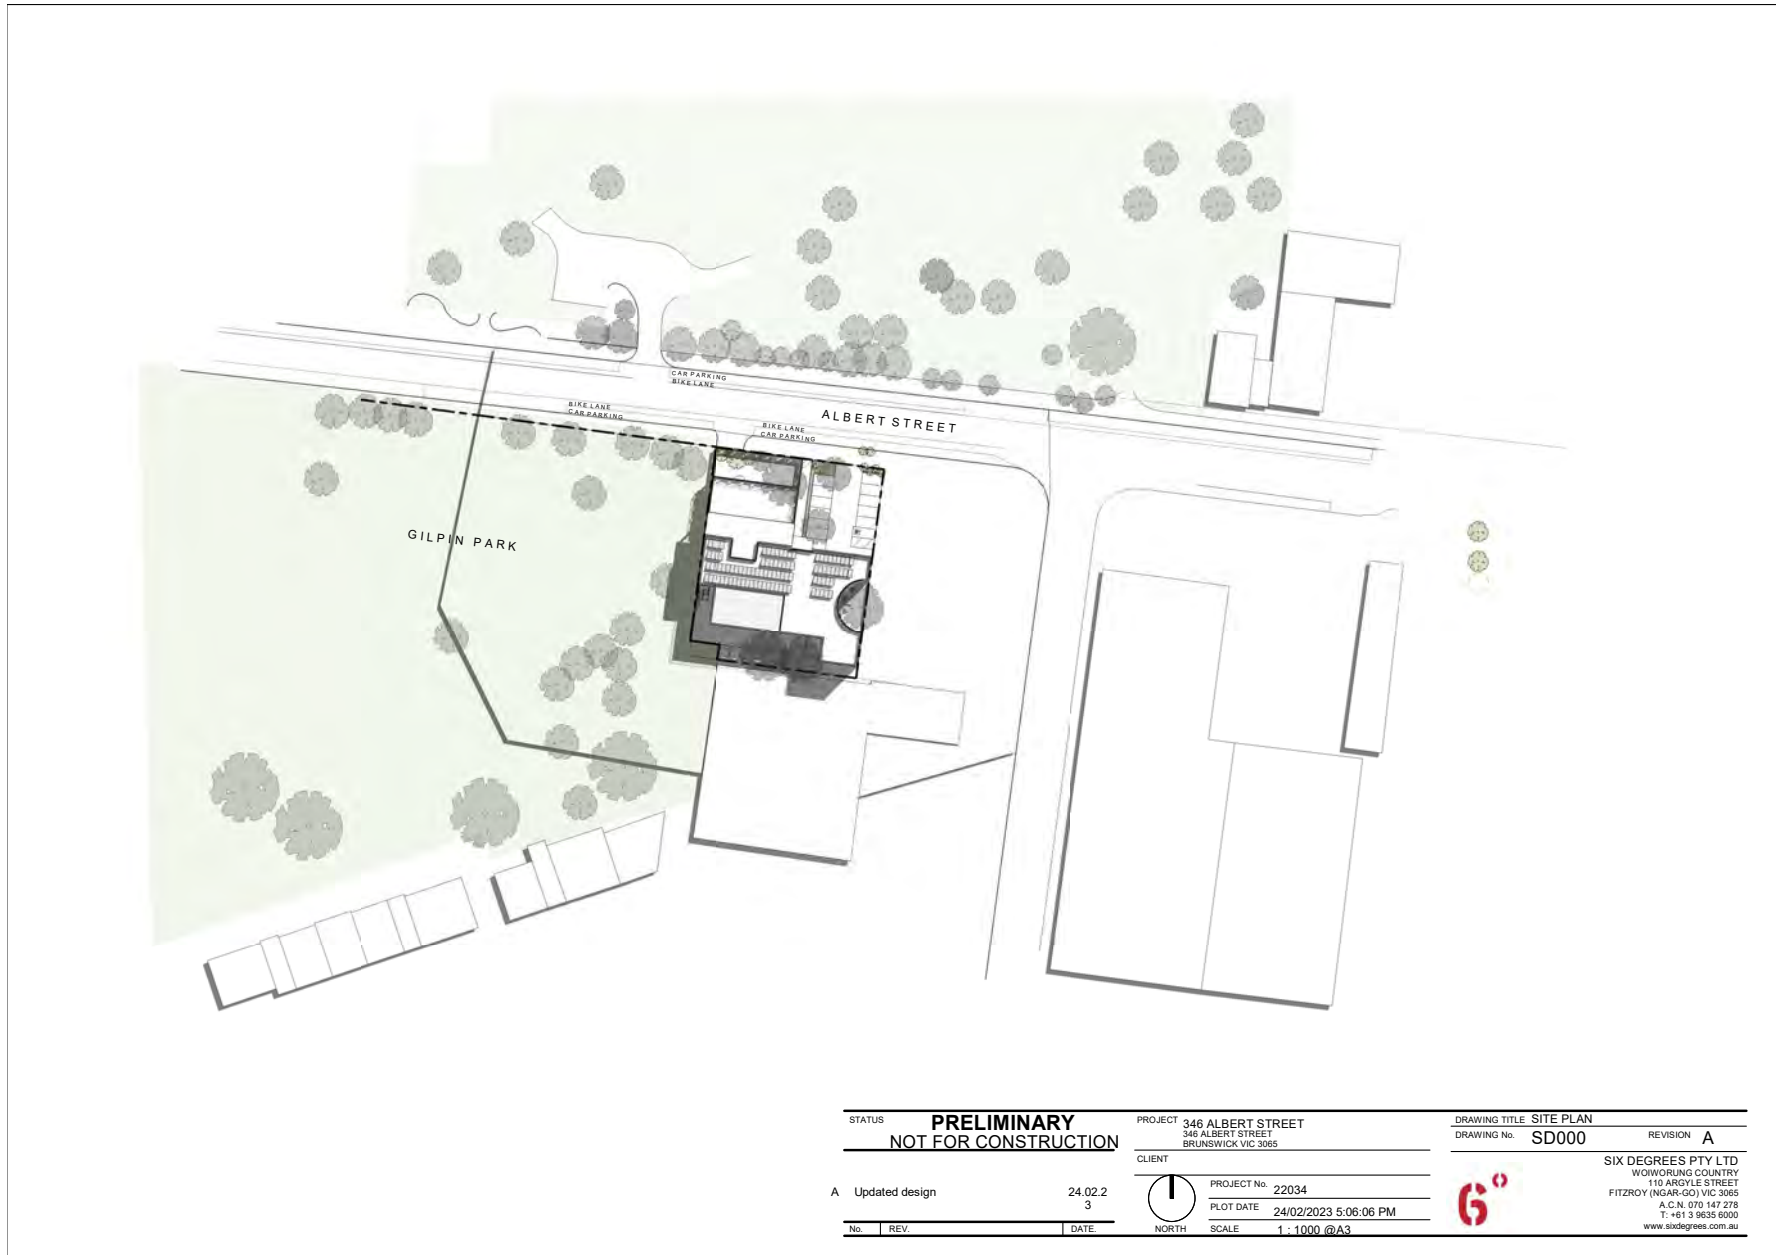 CAR PARKING
BIKE LANE
BIKE LANE
CAR PARKING
ALBERT STREET
BIKE LANE
CAR PARKING
GILPIN PARK
STATUS
PRELIMINARY
NOT FOR CONSTRUCTION
A Updated design 24.02.2
3
No. REV. DATE.
PROJECT 346 ALBERT STREET
346 ALBERT STREET
BRUNSWICK VIC 3065
CLIENT
PROJECT No. 22034
PLOT DATE 24/02/2023 5:06:06 PM
NORTH SCALE 1 : 1000 @A3
DRAWING TITLE SITE PLAN
DRAWING No. SD000 REVISION A
6°
SIX DEGREES PTY LTD
WOIWORUNG COUNTRY
110 ARGYLE STREET
FITZROY (NGAR-GO) VIC 3065
A.C.N. 070 147 278
T: +61 3 9635 6000
www.sixdegrees.com.au